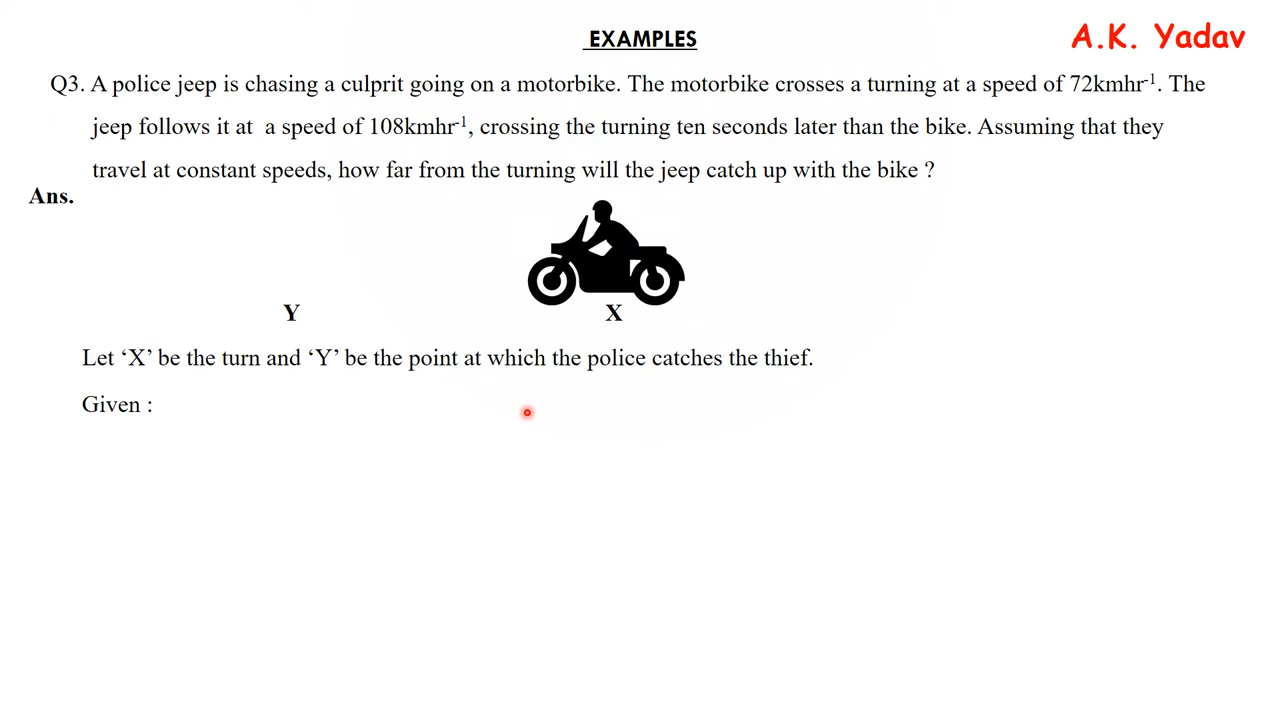 EXAMPLES
A.K. Yadav
Q3. A police jeep is chasing a culprit going on a motorbike. The motorbike crosses a turning at a speed of 72kmhr⁻¹. The
jeep follows it at a speed of 108kmhr⁻¹, crossing the turning ten seconds later than the bike. Assuming that they
travel at constant speeds, how far from the turning will the jeep catch up with the bike ?
Ans.
Y X
Let ‘X’ be the turn and ‘Y’ be the point at which the police catches the thief.
Given :